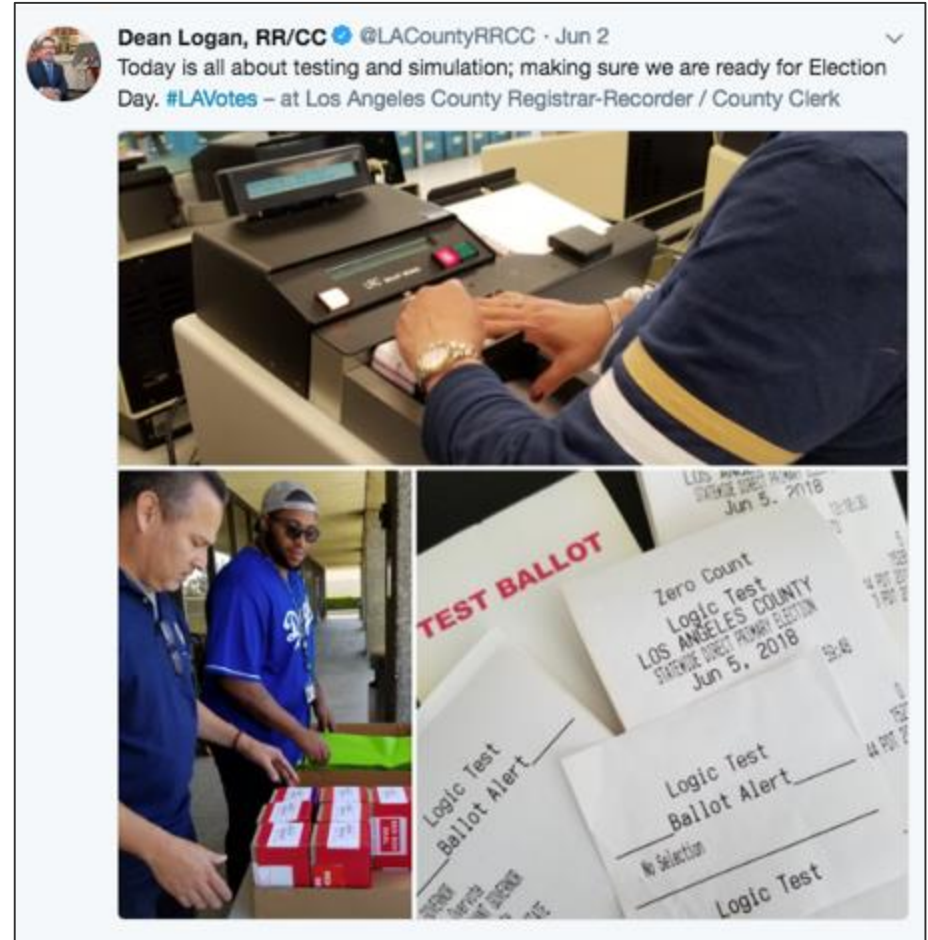 Dean Logan, RR/CC @LACountyRRCC · Jun 2
Today is all about testing and simulation; making sure we are ready for Election
Day. #LAVotes – at Los Angeles County Registrar-Recorder / County Clerk
LOS
STATEWIDE DIRECT PRIMARY
Jun 5, 2018
TEST BALLOT
Zero Count
Logic Test
LOS ANGELES COUNTY
STATEWIDE DIRECT PRIMARY ELECTION
Jun 5, 2018
Logic Test
Ballot Alert
Logic Test
Ballot Alert
No Selection
Logic Test